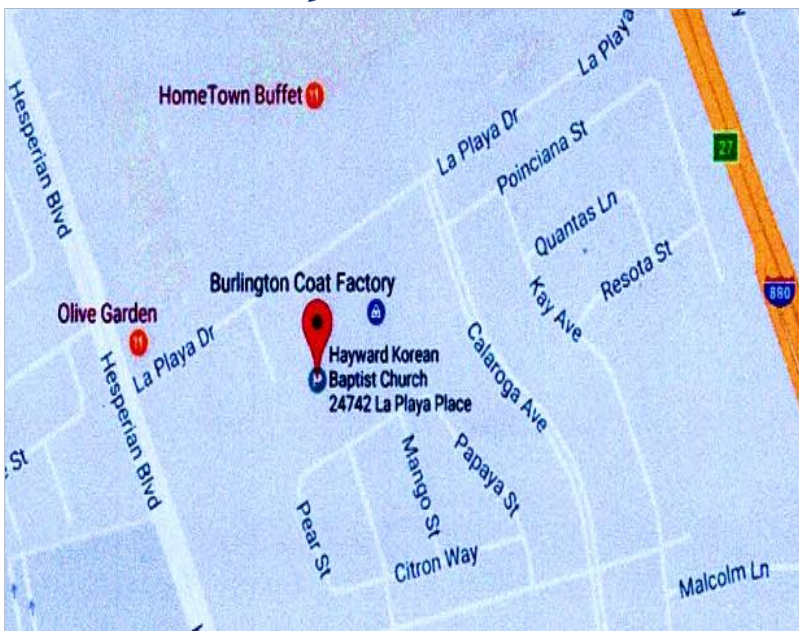 La Playa
Hesperian Blvd
HomeTown Buffet
La Playa Dr
Poinciana St
27
Quantas Ln
Resota St
Kay Ave
880
Burlington Coat Factory
Olive Garden
La Playa Dr
Hayward Korean
Baptist Church
24742 La Playa Place
Calaroga Ave
Hesperian Blvd
Papaya St
Mango St
St
Pear St
Citron Way
Malcolm Ln